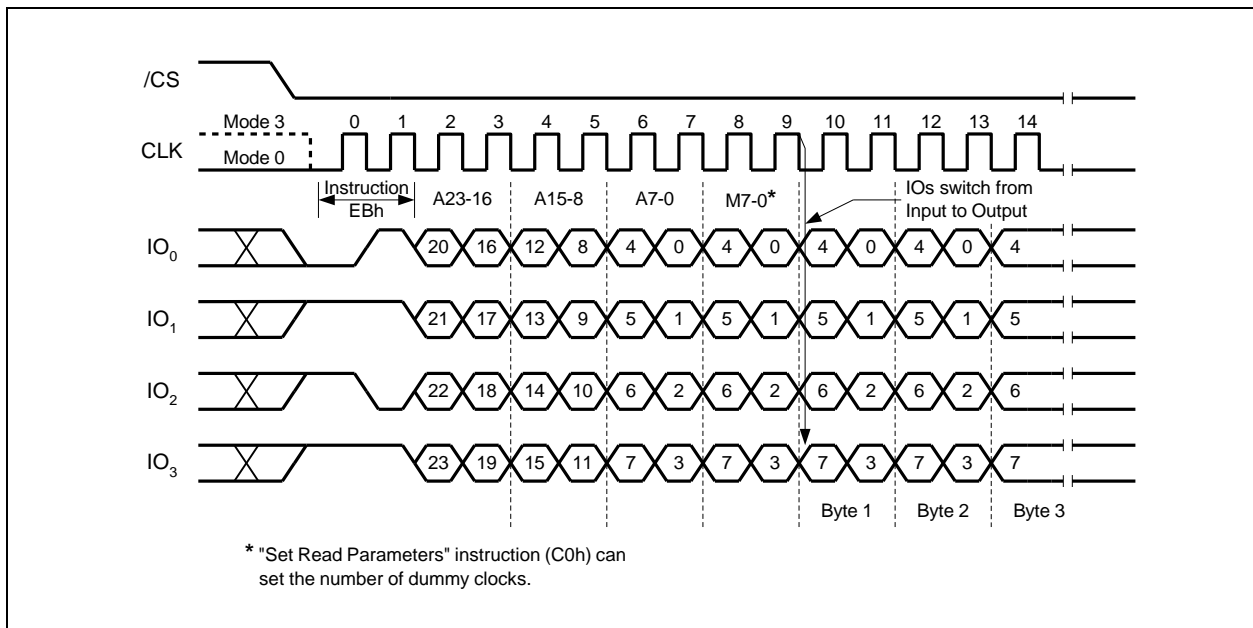 /CS
Mode 3 0 1 2 3 4 5 6 7 8 9 10 11 12 13 14
CLK Mode 0
Instruction A23-16 A15-8 A7-0 M7-0* IOs switch from
EBh Input to Output
IO0 20 16 12 8 4 0 4 0 4 0 4 0 4
IO1 21 17 13 9 5 1 5 1 5 1 5 1 5
IO2 22 18 14 10 6 2 6 2 6 2 6 2 6
IO3 23 19 15 11 7 3 7 3 7 3 7 3 7
Byte 1 Byte 2 Byte 3
* "Set Read Parameters" instruction (C0h) can
set the number of dummy clocks.